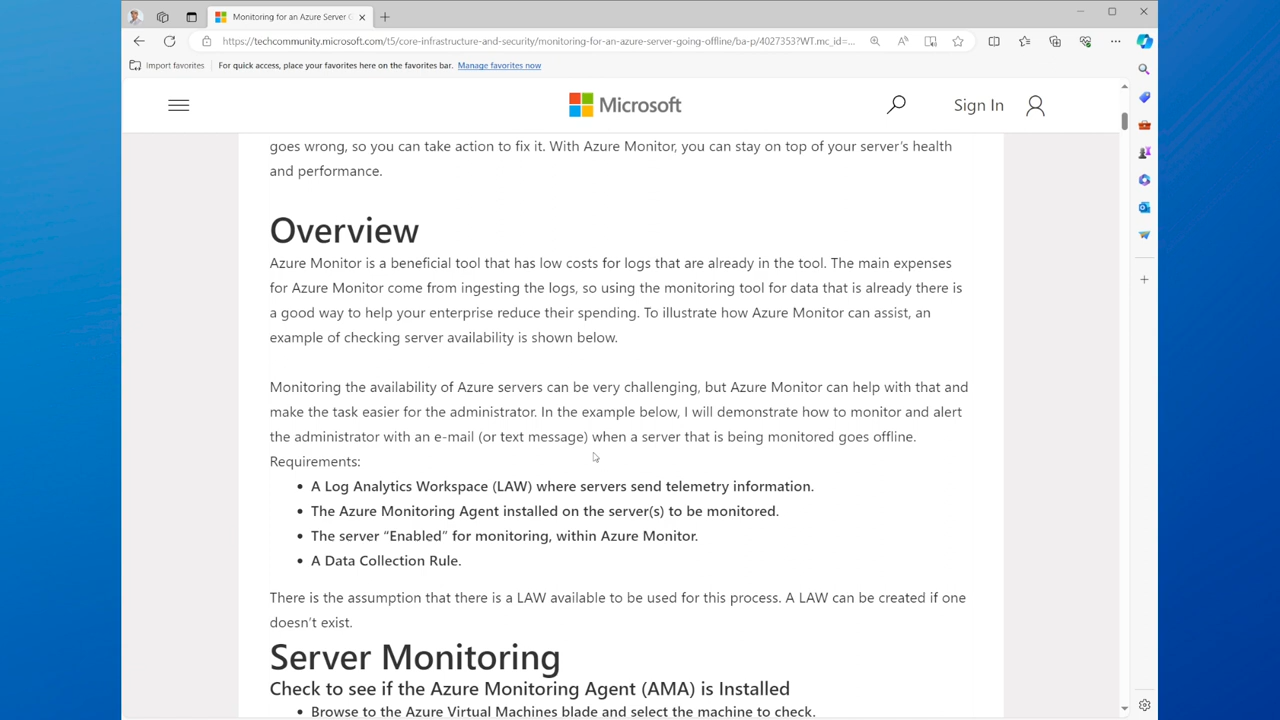 Monitoring for an Azure Server G
https://techcommunity.microsoft.com/t5/core-infrastructure-and-security/monitoring-for-an-azure-server-going-offline/ba-p/4027353?WT.mc_id=...
Import favorites For quick access, place your favorites here on the favorites bar. Manage favorites now
Microsoft
Sign In
goes wrong, so you can take action to fix it. With Azure Monitor, you can stay on top of your server's health
and performance.
Overview
Azure Monitor is a beneficial tool that has low costs for logs that are already in the tool. The main expenses
for Azure Monitor come from ingesting the logs, so using the monitoring tool for data that is already there is
a good way to help your enterprise reduce their spending. To illustrate how Azure Monitor can assist, an
example of checking server availability is shown below.
Monitoring the availability of Azure servers can be very challenging, but Azure Monitor can help with that and
make the task easier for the administrator. In the example below, I will demonstrate how to monitor and alert
the administrator with an e-mail (or text message) when a server that is being monitored goes offline.
Requirements:
• A Log Analytics Workspace (LAW) where servers send telemetry information.
• The Azure Monitoring Agent installed on the server(s) to be monitored.
• The server “Enabled” for monitoring, within Azure Monitor.
• A Data Collection Rule.
There is the assumption that there is a LAW available to be used for this process. A LAW can be created if one
doesn't exist.
Server Monitoring
Check to see if the Azure Monitoring Agent (AMA) is Installed
• Browse to the Azure Virtual Machines blade and select the machine to check.